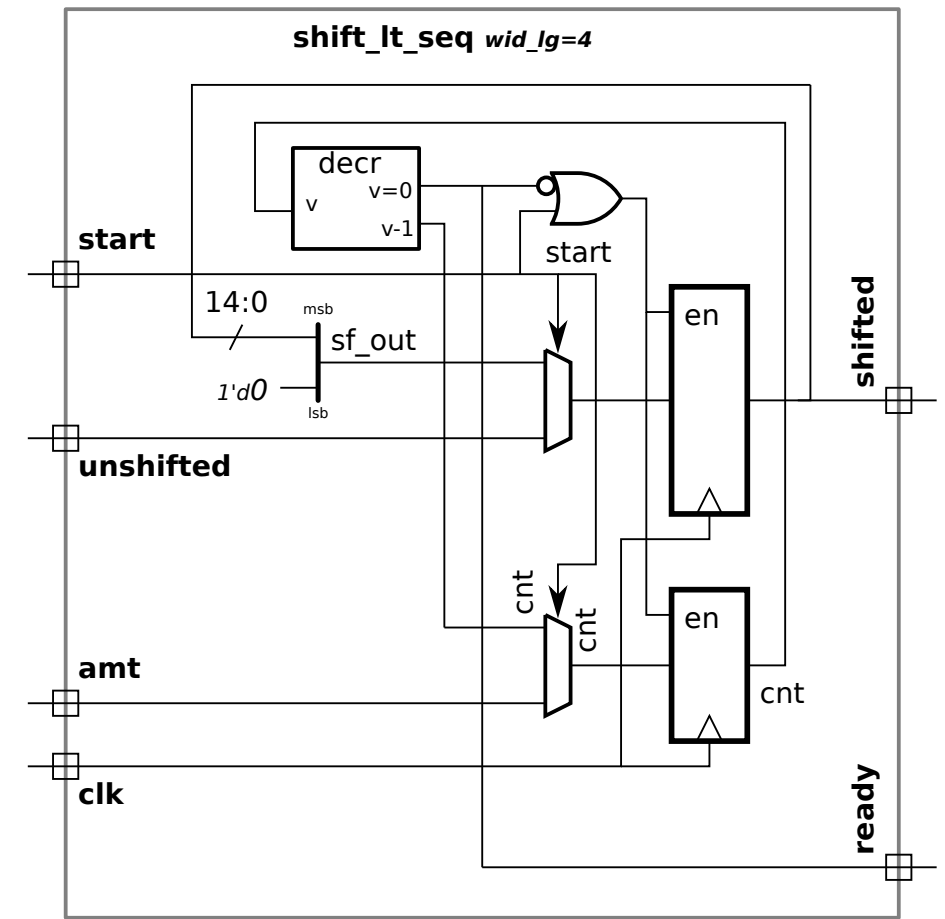 shift_lt_seq wid_lg=4
decr
v=0
v
v-1
start
start
14:0
msb
sf_out
1'd0
lsb
en
shifted
unshifted
cnt
cnt
en
amt
cnt
clk
ready